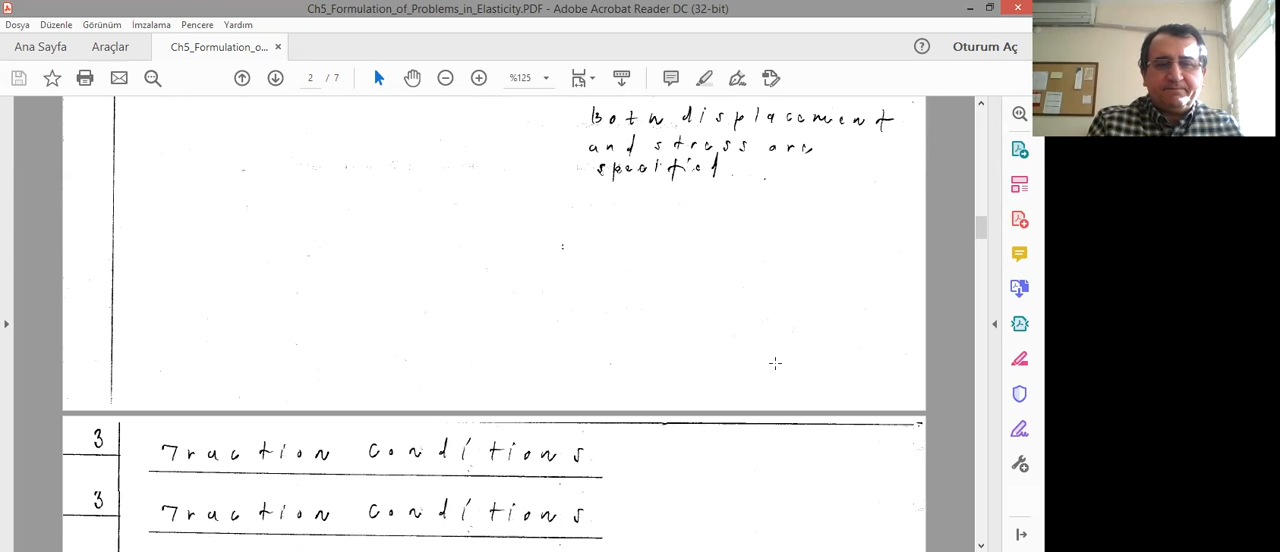 Ch5_Formulation_of_Problems_in_Elasticity.PDF - Adobe Acrobat Reader DC (32-bit)
Dosya Düzenle Görünüm İmzalama Pencere Yardım
Ana Sayfa Araçlar Ch5_Formulation_o... × Oturum Aç
2 / 7 %125
Both displacement
and stress are
specified.
3 Traction conditions
3 Traction conditions